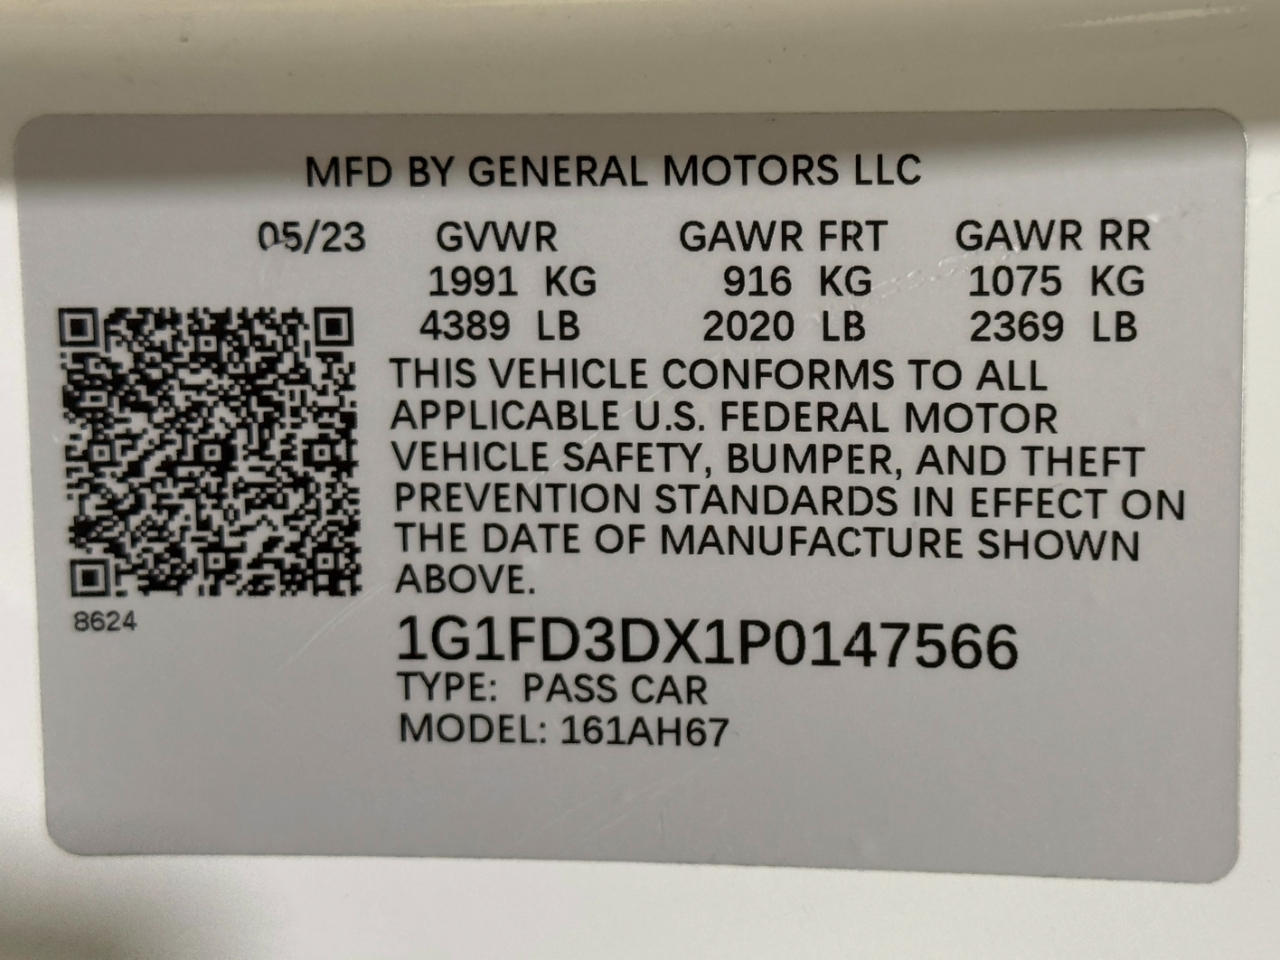 MFD BY GENERAL MOTORS LLC
05/23 GVWR GAWR FRT GAWR RR
1991 KG 916 KG 1075 KG
4389 LB 2020 LB 2369 LB
THIS VEHICLE CONFORMS TO ALL
APPLICABLE U.S. FEDERAL MOTOR
VEHICLE SAFETY, BUMPER, AND THEFT
PREVENTION STANDARDS IN EFFECT ON
THE DATE OF MANUFACTURE SHOWN
ABOVE.
8624
1G1FD3DX1P0147566
TYPE: PASS CAR
MODEL: 161AH67